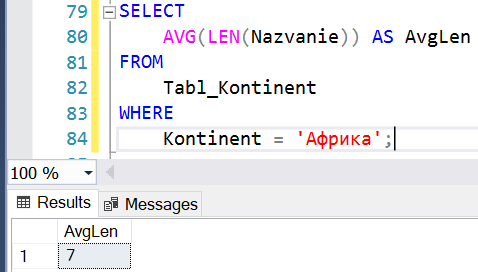 79 SELECT
80 AVG(LEN(Nazvanie)) AS AvgLen
81 FROM
82 Tabl_Kontinent
83 WHERE
84 Kontinent = 'Африка';
100 %
Results Messages
AvgLen
1 7